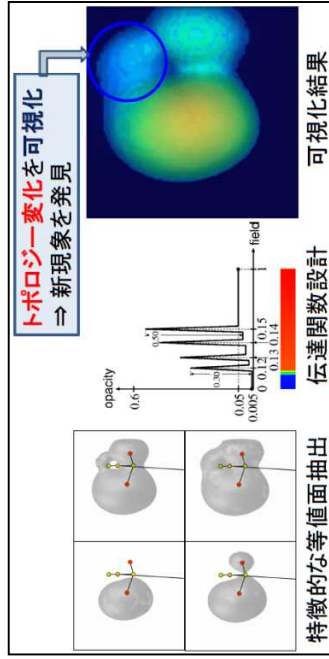 トポロジー変化を可視化
⇒ 新現象を発見
opacity
0.6
0.05
0.005
0.30
0.50
0
0.12
0.13
0.14
0.15
1
field
特徴的な等値面抽出
伝達関数設計
可視化結果